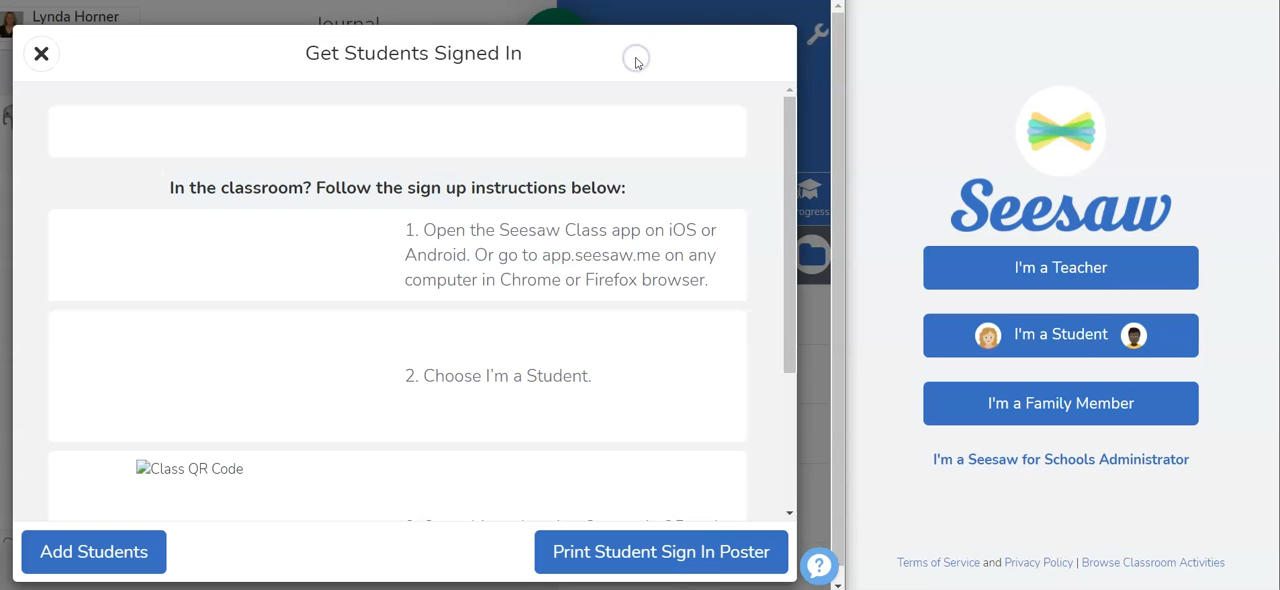 Lynda Horner
Journal
Get Students Signed In
In the classroom? Follow the sign up instructions below:
1. Open the Seesaw Class app on iOS or
Android. Or go to app.seesaw.me on any
computer in Chrome or Firefox browser.
2. Choose I'm a Student.
Class QR Code
Add Students
Print Student Sign In Poster
?
rogress
Seesaw
I'm a Teacher
I'm a Student
I'm a Family Member
I'm a Seesaw for Schools Administrator
Terms of Service and Privacy Policy | Browse Classroom Activities